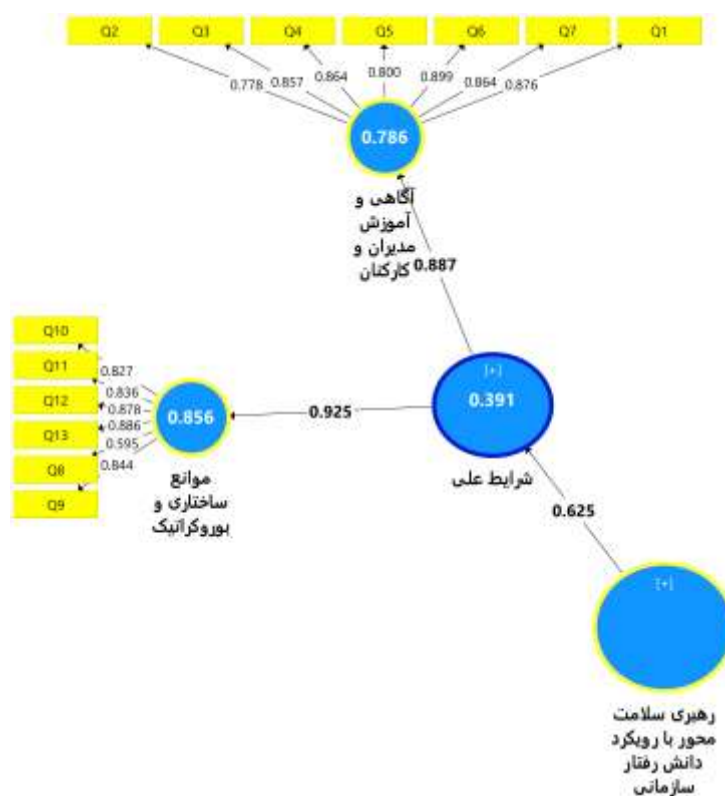 Q2 Q3 Q4 Q5 Q6 Q7 Q1
0.778 0.857 0.864 0.800 0.899 0.864 0.876
0.786
آگاهی و
آموزش
مدیران و
کارکنان
0.887
Q10
Q11
Q12
Q13
Q8
Q9
0.827
0.836
0.878
0.886
0.595
0.844
0.856
موانع
ساختاری و
بوروکراتیک
0.925
[+]
0.391
شرایط علی
0.625
[+]
رهبری سلامت
محور با رویکرد
دانش رفتار
سازمانی